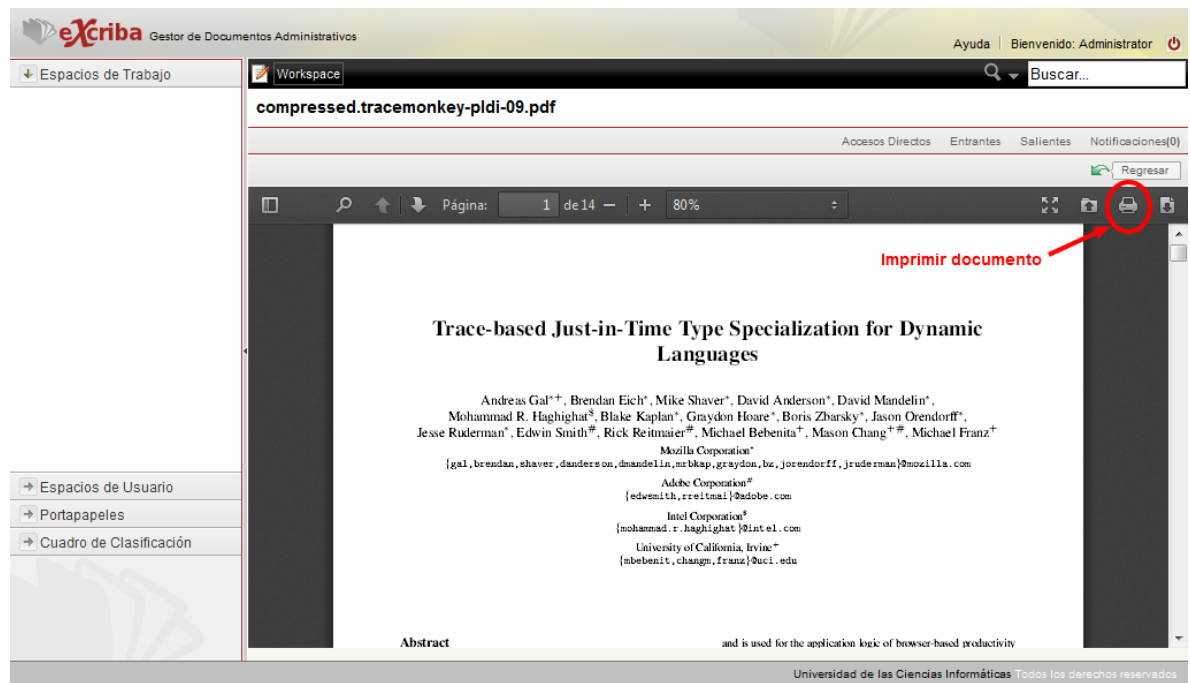 eXcriba Gestor de Documentos Administrativos
Ayuda Bienvenido: Administrator
Espacios de Trabajo
Workspace
Buscar...
compressed.tracemonkey-pldi-09.pdf
Accesos Directos Entrantes Salientes Notificaciones(0)
Regresar
Página: 1 de 14 80%
Imprimir documento
Trace-based Just-in-Time Type Specialization for Dynamic
Languages
Andreas Gal*+, Brendan Eich*, Mike Shaver*, David Anderson*, David Mandelin*,
Mohammad R. Haghighat$, Blake Kaplan*, Graydon Hoare*, Boris Zbarsky*, Jason Orendorff*,
Jesse Ruderman*, Edwin Smith#, Rick Reitmaier#, Michael Bebenita+, Mason Chang+#, Michael Franz+
Mozilla Corporation*
{gal,brendan,shaver,danderson,dmandelin,mrbkap,graydon,bz,jorendorff,jruderman}@mozilla.com
Adobe Corporation#
{edwsmith,rreitmai}@adobe.com
Intel Corporation$
{mohammad.r.haghighat}@intel.com
University of California, Irvine+
{mbebenit,changm,franz}@uci.edu
Abstract
and is used for the application logic of browser-based productivity
Espacios de Usuario
Portapapeles
Cuadro de Clasificación
Universidad de las Ciencias Informáticas Todos los derechos reservados